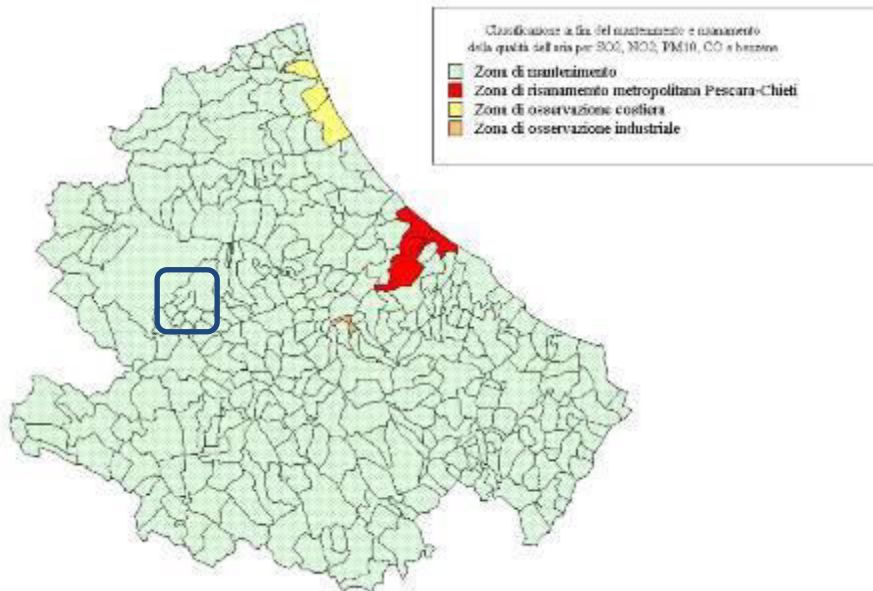 Classificazione ai fini del mantenimento e risanamento
della qualità dell'aria per SO2, NO2, PM10, CO e benzene
Zona di mantenimento
Zona di risanamento metropolitana Pescara-Chieti
Zona di osservazione costiera
Zona di osservazione industriale